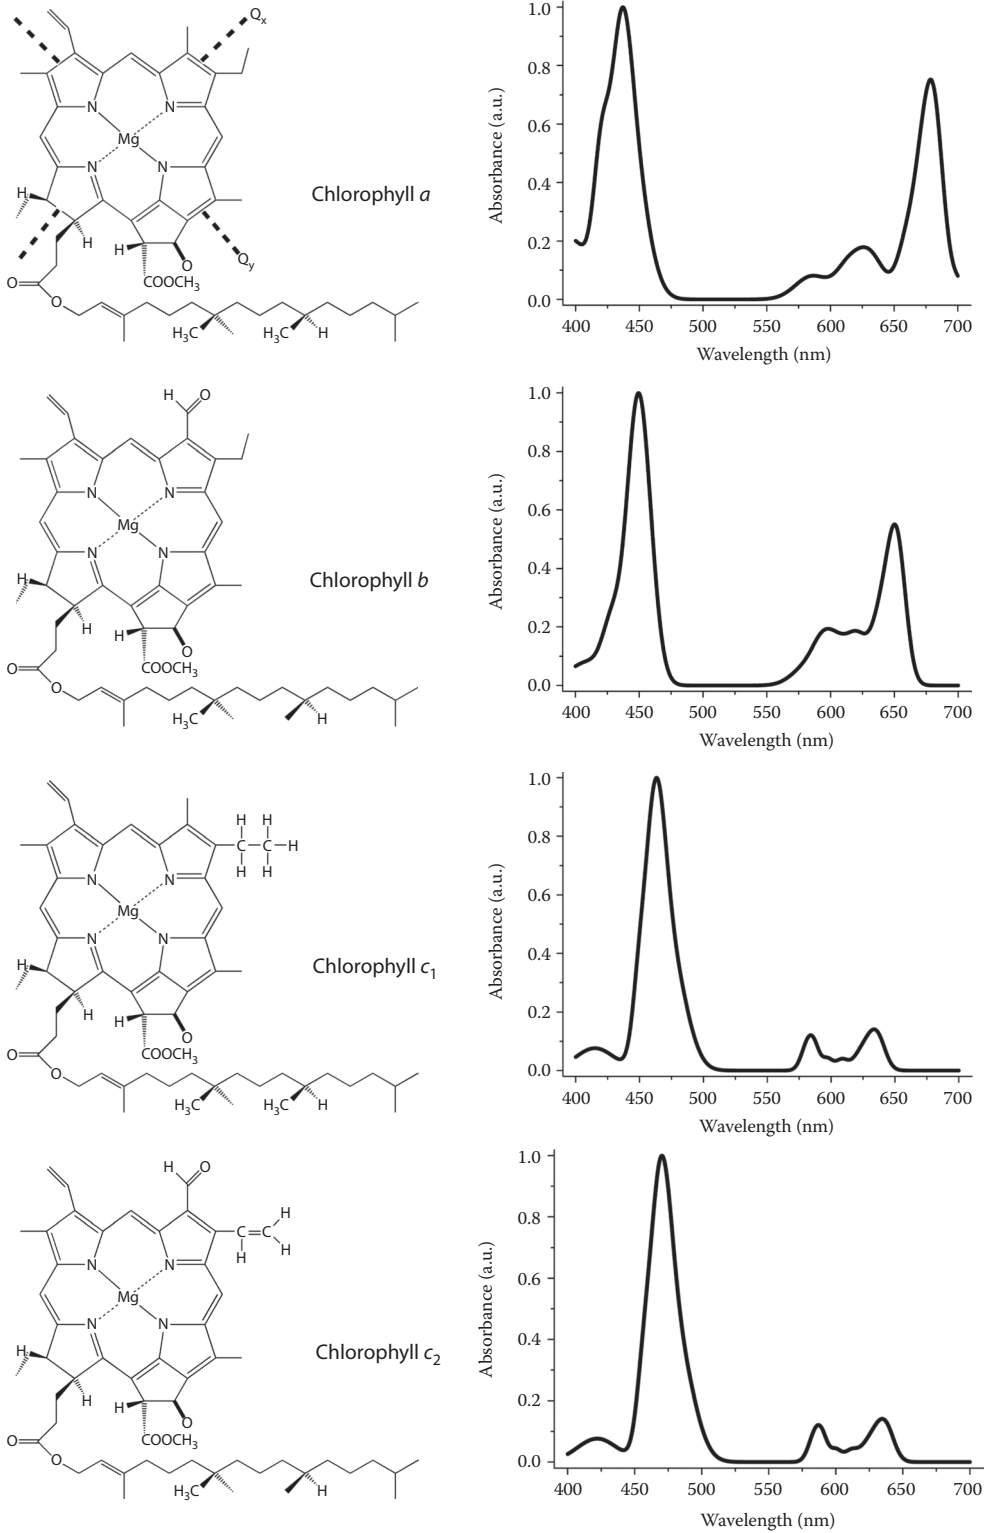 Qx
N
N
Mg
N
N
H
Chlorophyll a
H
H
Qy
O
O
COOCH3
O
H3C
H3C
H
Absorbance (a.u.)
1.0
0.8
0.6
0.4
0.2
0.0
400 450 500 550 600 650 700
Wavelength (nm)
H O
N
N
Mg
N
N
H
Chlorophyll b
H
H
O
O
COOCH3
O
H3C
H
Absorbance (a.u.)
1.0
0.8
0.6
0.4
0.2
0.0
400 450 500 550 600 650 700
Wavelength (nm)
H H
C C H
H H
N
N
Mg
N
N
H
Chlorophyll c1
H
H
O
O
COOCH3
O
H3C
H3C
H
Absorbance (a.u.)
1.0
0.8
0.6
0.4
0.2
0.0
400 450 500 550 600 650 700
Wavelength (nm)
H O
H
C=C
H H
N
N
Mg
N
N
H
Chlorophyll c2
H
H
O
O
COOCH3
O
H3C
H
Absorbance (a.u.)
1.0
0.8
0.6
0.4
0.2
0.0
400 450 500 550 600 650 700
Wavelength (nm)